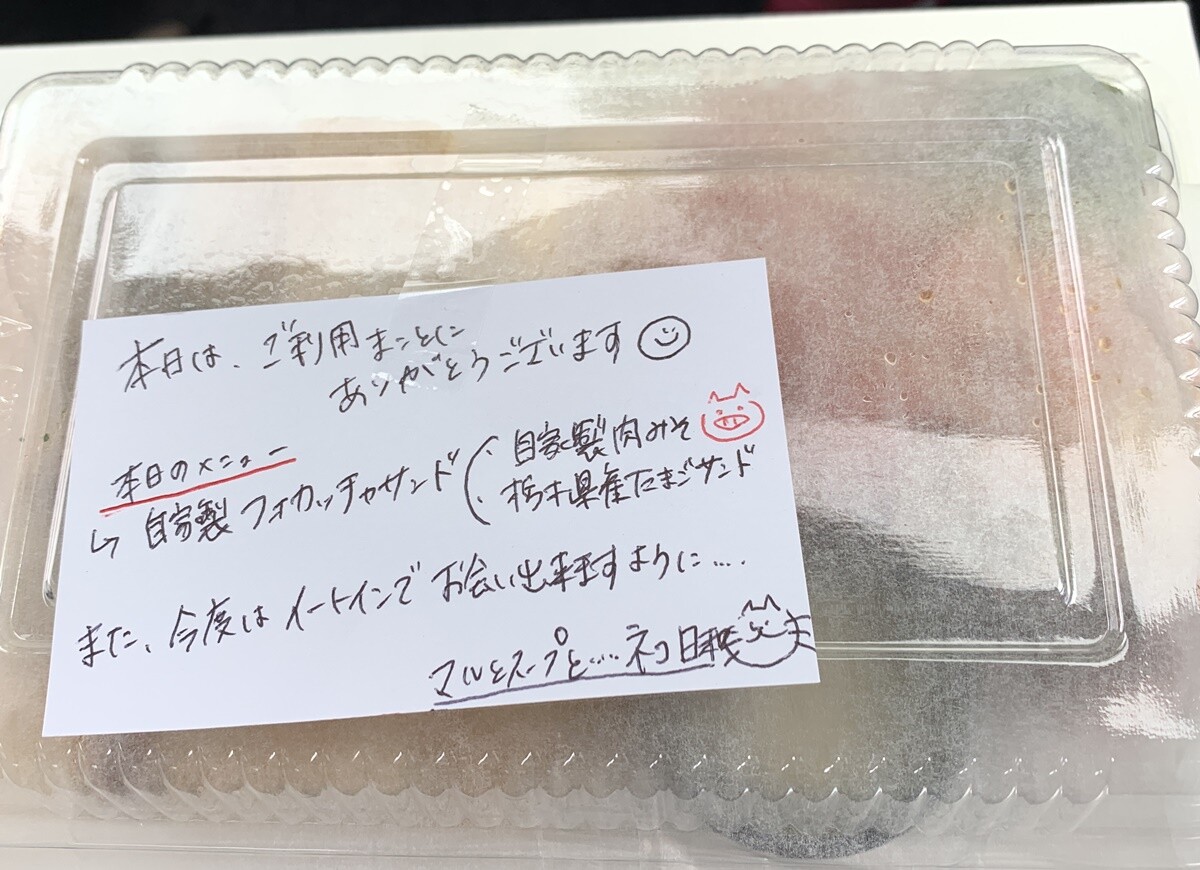 本日は、ご利用まことに
ありがとうございます
本日のメニュー
↳ 自家製フォカッチャサンド
・自家製肉みそ
・栃木県産たまごサンド
また、今度はイートインでお会い出来ますように....
マルとスープと....ネコ日和